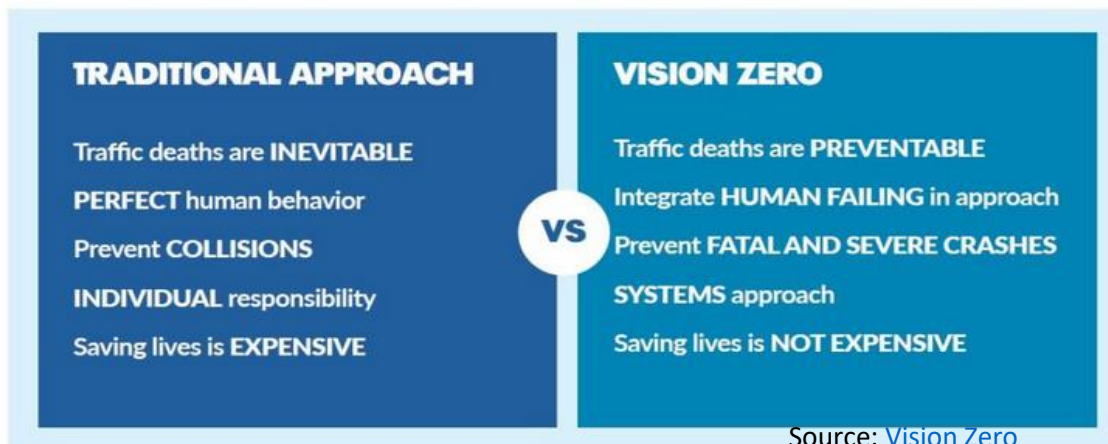 TRADITIONAL APPROACH
Traffic deaths are INEVITABLE
PERFECT human behavior
Prevent COLLISIONS
INDIVIDUAL responsibility
Saving lives is EXPENSIVE
VS
VISION ZERO
Traffic deaths are PREVENTABLE
Integrate HUMAN FAILING in approach
Prevent FATAL AND SEVERE CRASHES
SYSTEMS approach
Saving lives is NOT EXPENSIVE
Source: Vision Zero